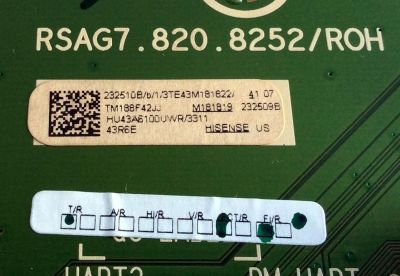 RSAG7.820.8252/ROH
232510B/b/1/3TE43M181822/ 41 07
TM188F42JJ M181819 232509B
HU43A6100UWR/3311
43R6E HISENSE US
T/R A/R H/R V/R CT/R F/R
UART2 PM UART